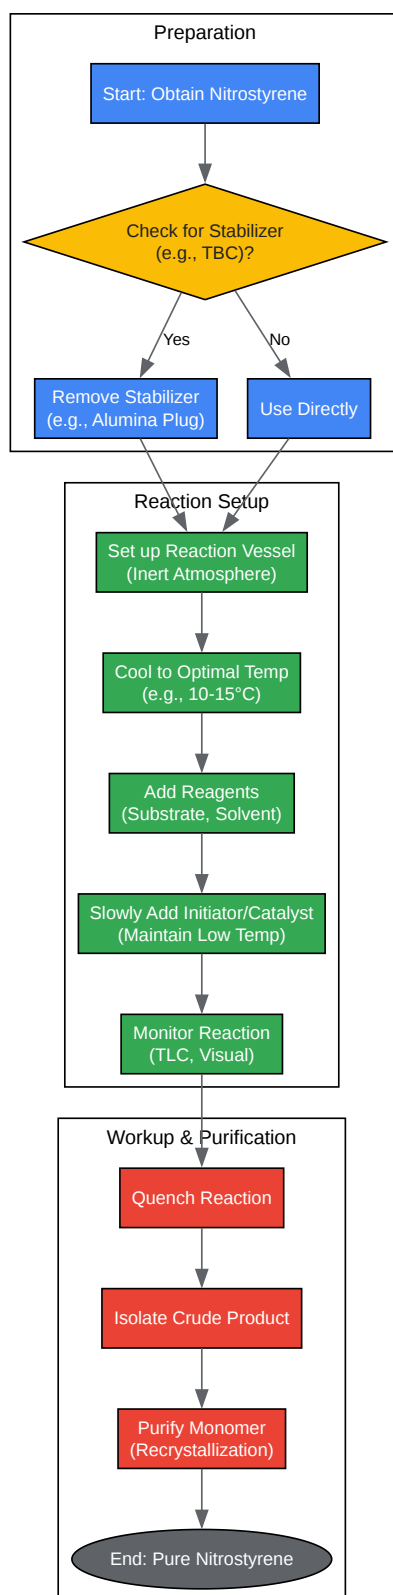 Preparation
Start: Obtain Nitrostyrene
Check for Stabilizer
(e.g., TBC)?
Yes
No
Remove Stabilizer
(e.g., Alumina Plug)
Use Directly
Reaction Setup
Set up Reaction Vessel
(Inert Atmosphere)
Cool to Optimal Temp
(e.g., 10-15°C)
Add Reagents
(Substrate, Solvent)
Slowly Add Initiator/Catalyst
(Maintain Low Temp)
Monitor Reaction
(TLC, Visual)
Workup & Purification
Quench Reaction
Isolate Crude Product
Purify Monomer
(Recrystallization)
End: Pure Nitrostyrene